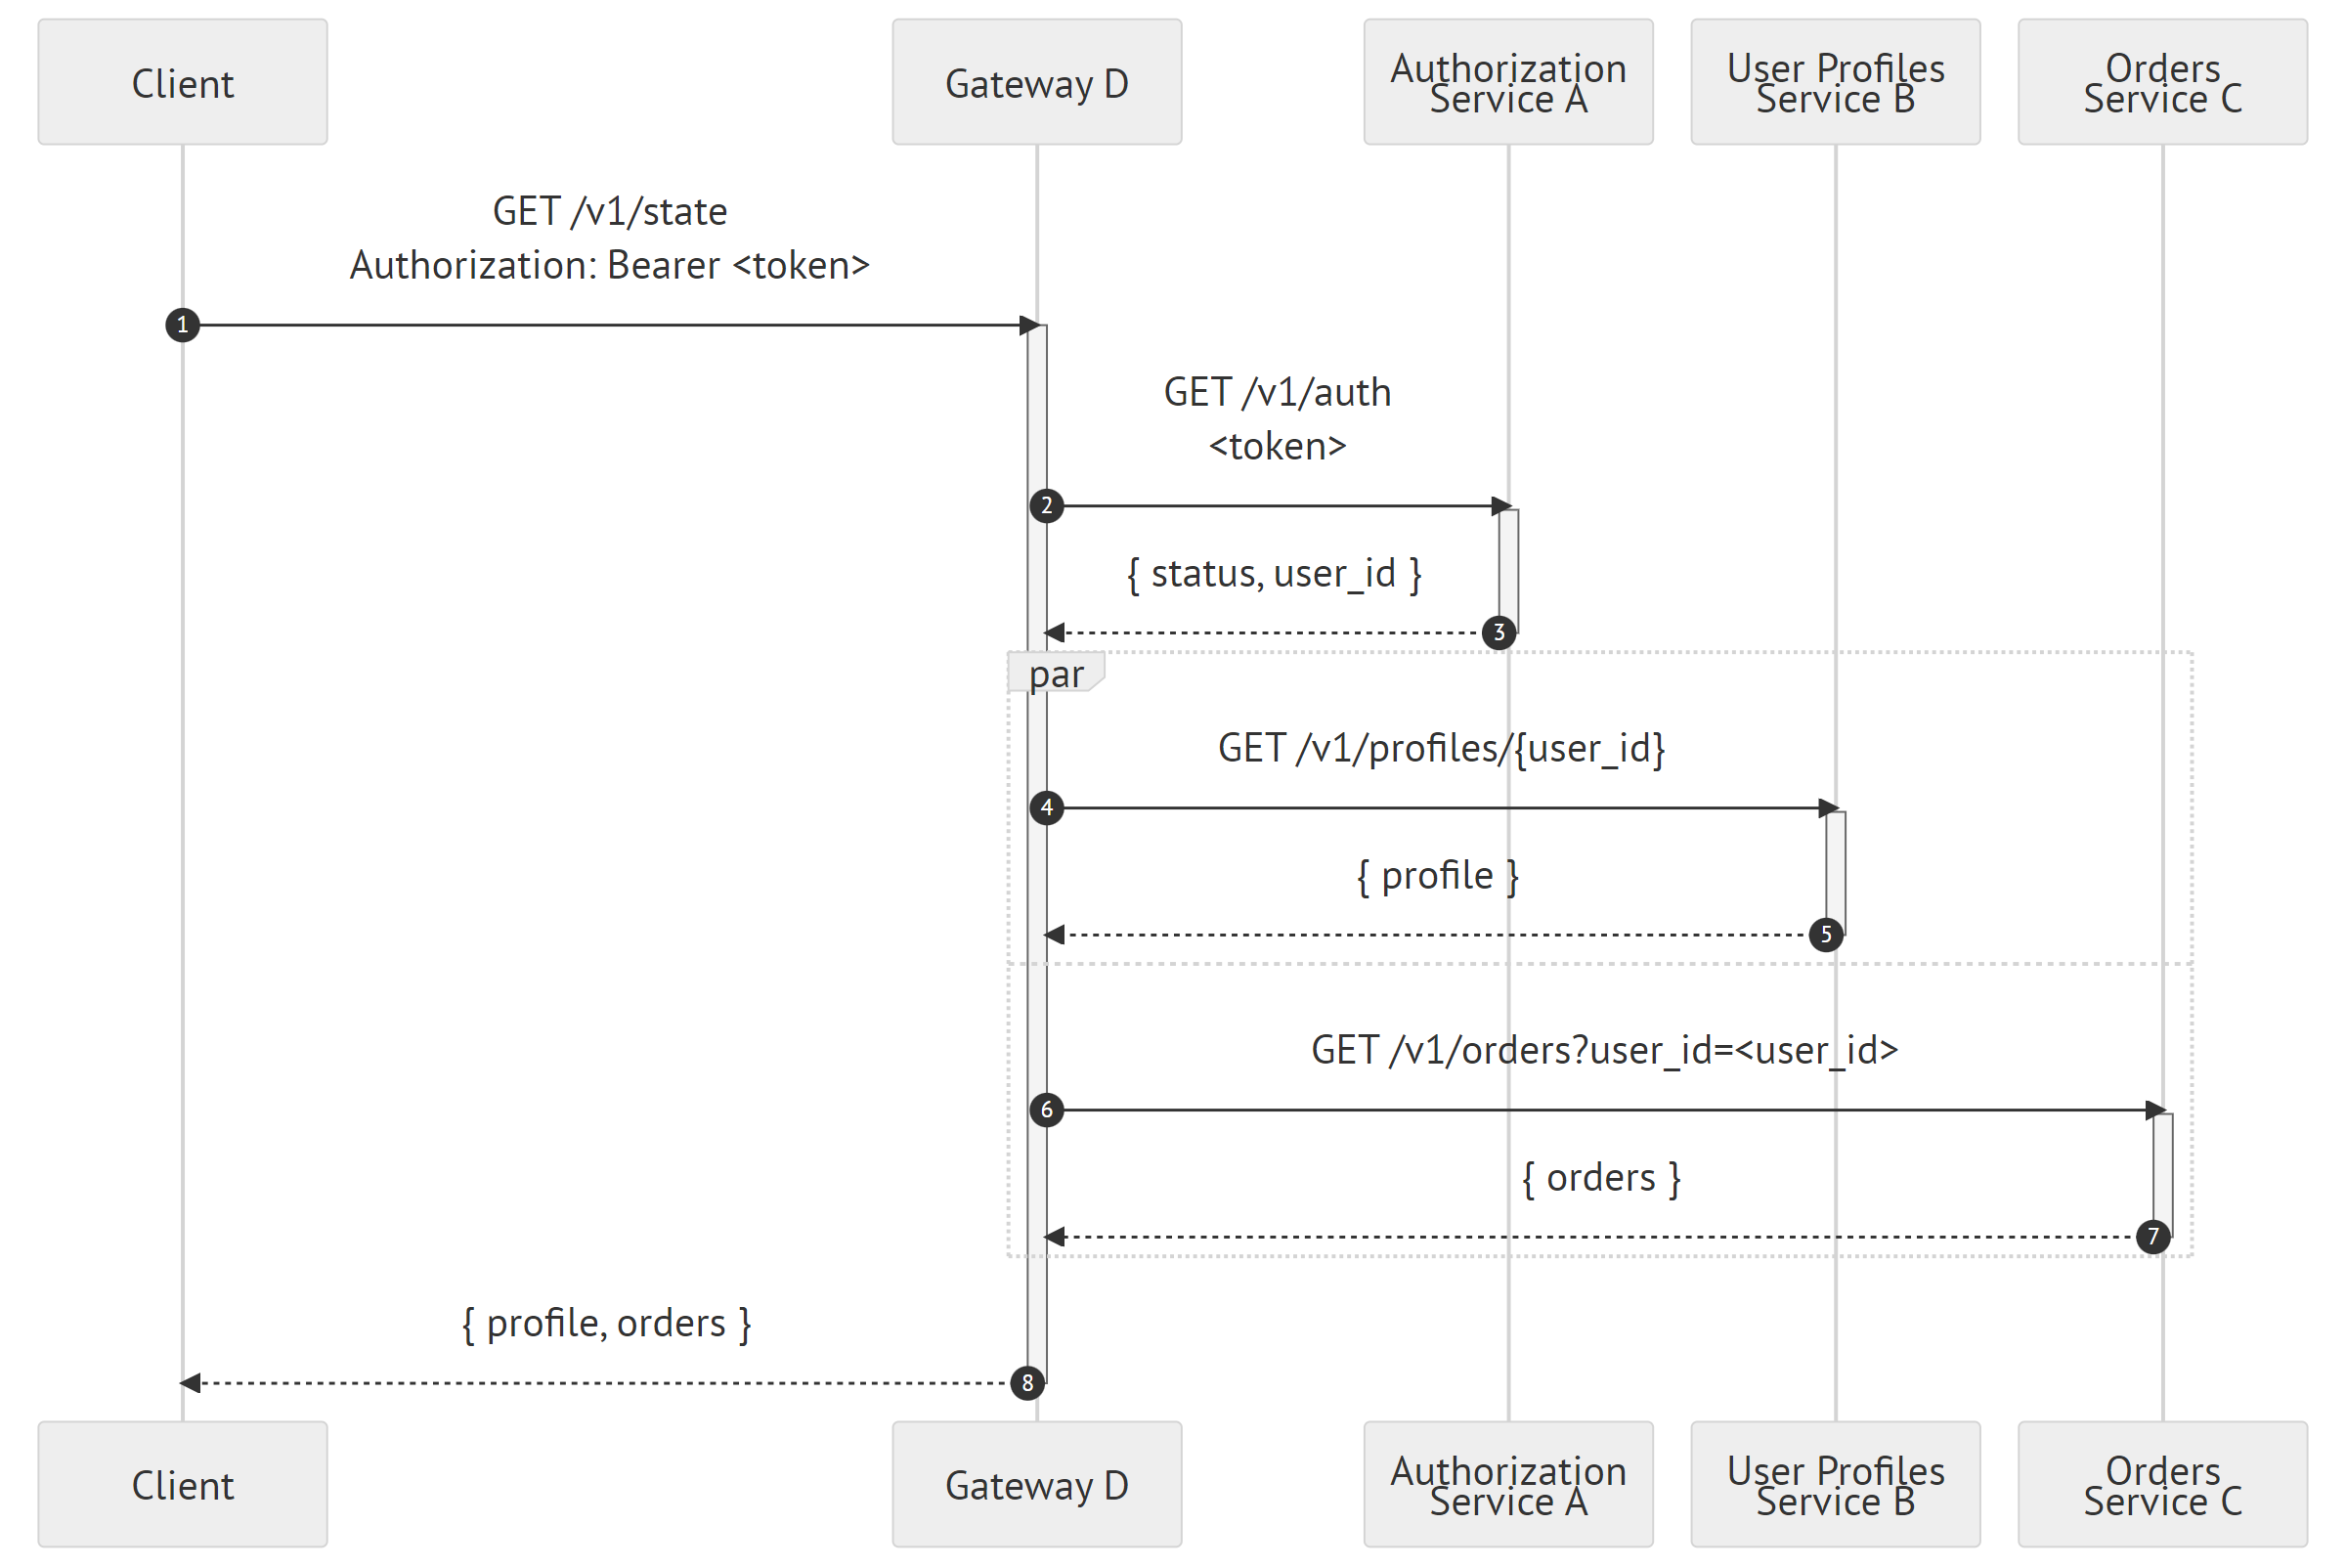 Client
Gateway D
Authorization
Service A
User Profiles
Service B
Orders
Service C
GET /v1/state
Authorization: Bearer <token>
1
GET /v1/auth
<token>
2
{ status, user_id }
3
par
GET /v1/profiles/{user_id}
4
{ profile }
5
GET /v1/orders?user_id=<user_id>
6
{ orders }
7
{ profile, orders }
8
Client
Gateway D
Authorization
Service A
User Profiles
Service B
Orders
Service C